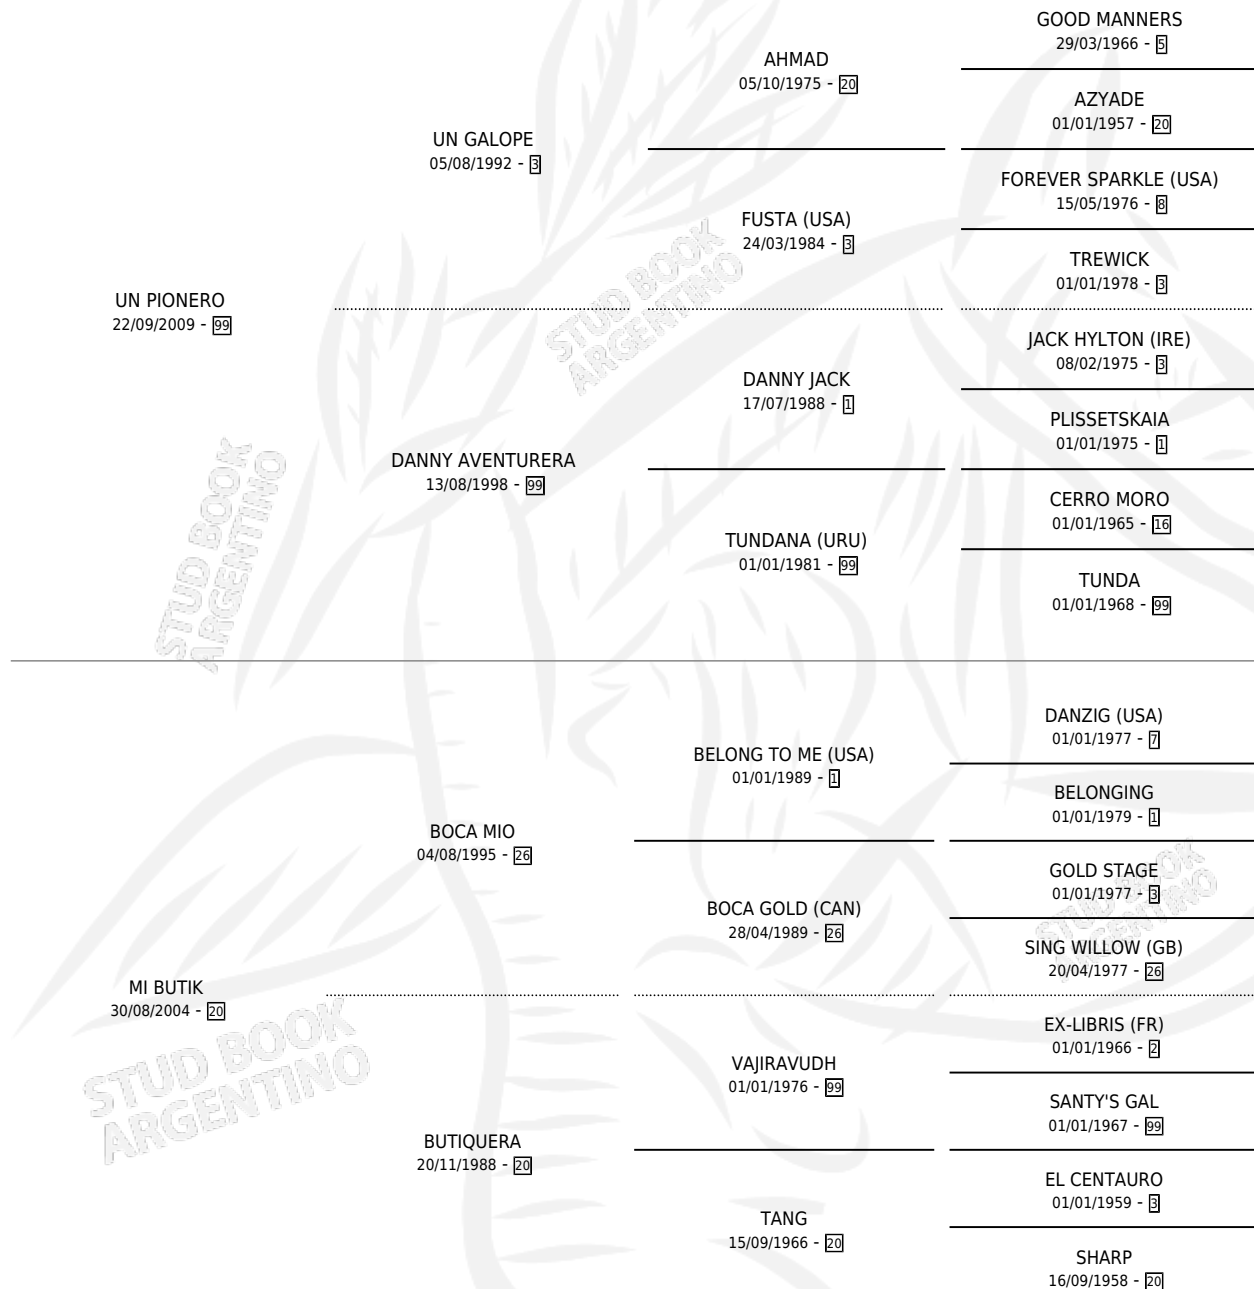 GOOD MANNERS
29/03/1966 - 5
AHMAD
05/10/1975 - 20
AZYADE
01/01/1957 - 20
UN GALOPE
05/08/1992 - 3
FOREVER SPARKLE (USA)
15/05/1976 - 8
FUSTA (USA)
24/03/1984 - 3
TREWICK
01/01/1978 - 3
UN PIONERO
22/09/2009 - 99
JACK HYLTON (IRE)
08/02/1975 - 3
DANNY JACK
17/07/1988 - 1
PLISSETSKAIA
01/01/1975 - 1
DANNY AVENTURERA
13/08/1998 - 99
CERRO MORO
01/01/1965 - 16
TUNDANA (URU)
01/01/1981 - 99
TUNDA
01/01/1968 - 99
DANZIG (USA)
01/01/1977 - 7
BELONG TO ME (USA)
01/01/1989 - 1
BELONGING
01/01/1979 - 1
BOCA MIO
04/08/1995 - 26
GOLD STAGE
01/01/1977 - 3
BOCA GOLD (CAN)
28/04/1989 - 26
SING WILLOW (GB)
20/04/1977 - 26
MI BUTIK
30/08/2004 - 20
EX-LIBRIS (FR)
01/01/1966 - 2
VAJIRAVUDH
01/01/1976 - 99
SANTY'S GAL
01/01/1967 - 99
BUTIQUERA
20/11/1988 - 20
EL CENTAURO
01/01/1959 - 3
TANG
15/09/1966 - 20
SHARP
16/09/1958 - 20
STUD BOOK
ARGENTINO
STUD BOOK
ARGENTINO
STUD BOOK
ARGENTINO
STUD BOOK
ARGENTINO